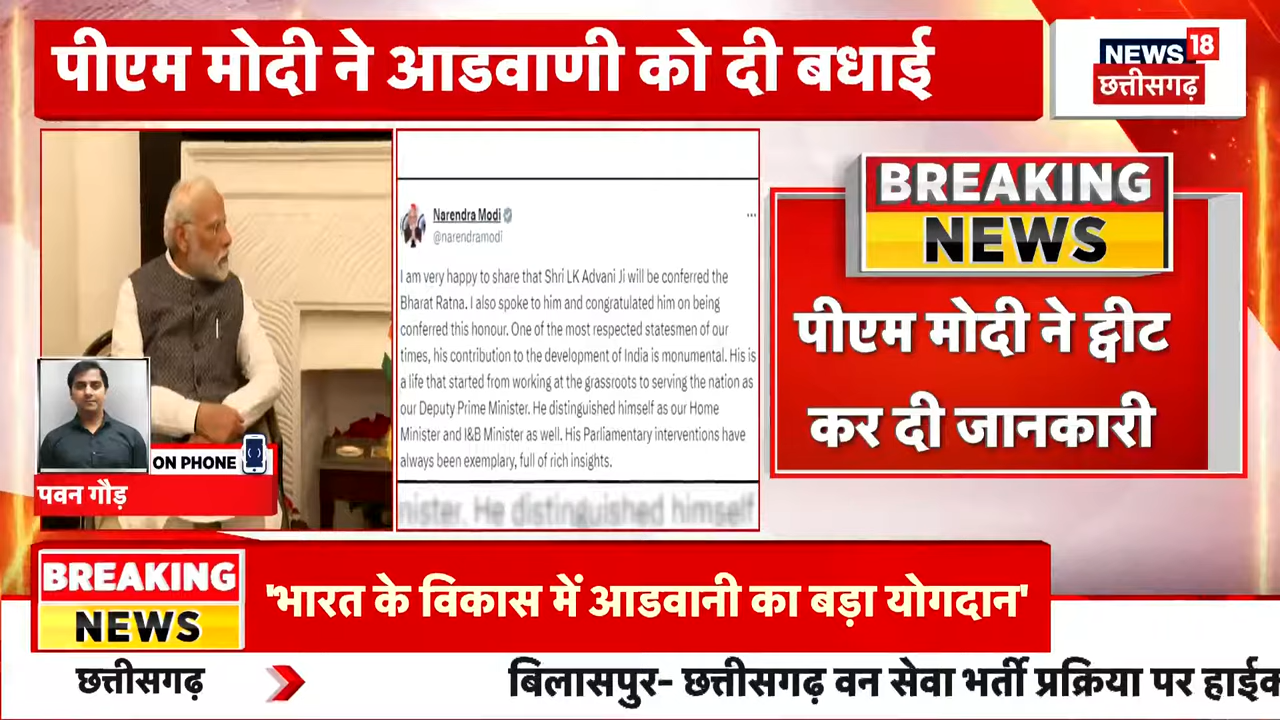 पीएम मोदी ने आडवाणी को दी बधाई
NEWS 18
छत्तीसगढ़
BREAKING
NEWS
पीएम मोदी ने ट्वीट
कर दी जानकारी
Narendra Modi
@narendramodi
I am very happy to share that Shri LK Advani Ji will be conferred the
Bharat Ratna. I also spoke to him and congratulated him on being
conferred this honour. One of the most respected statesmen of our
times, his contribution to the development of India is monumental. His is
a life that started from working at the grassroots to serving the nation as
our Deputy Prime Minister. He distinguished himself as our Home
Minister and I&B Minister as well. His Parliamentary interventions have
always been exemplary, full of rich insights.
nister. He distinguished himself
ON PHONE
पवन गौड़
BREAKING
NEWS
'भारत के विकास में आडवानी का बड़ा योगदान'
छत्तीसगढ़
बिलासपुर- छत्तीसगढ़ वन सेवा भर्ती प्रक्रिया पर हाईक